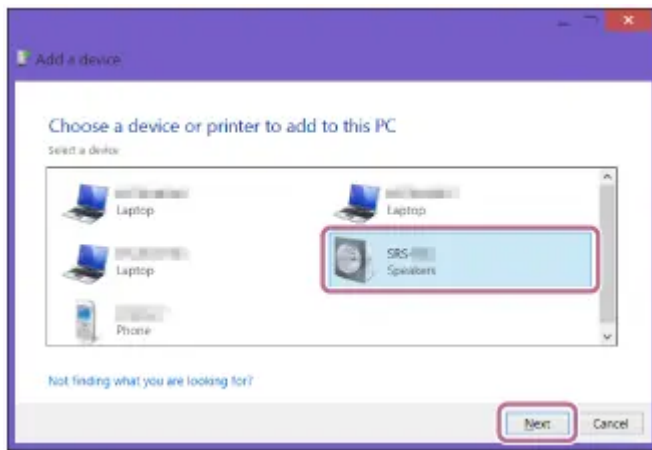 Add a device
Choose a device or printer to add to this PC
Select a device
Laptop
Laptop
Laptop
SRS-
Speakers
Phone
Not finding what you are looking for?
Next
Cancel